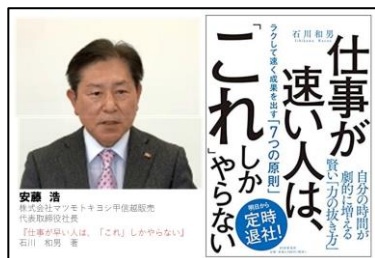 安藤 浩
株式会社マツモトキヨシ甲信越販売
代表取締役社長
『仕事が早い人は、「これ」しかやらない』
石川 和男 著
石川和男
Ishikawa Kazuo
仕事が
速い人は、
「これ」しか
やらない
ラクして速く成果を出す「7つの原則」
自分の時間が
劇的に増える
賢い「力の抜き方」
明日から
定時
退社!